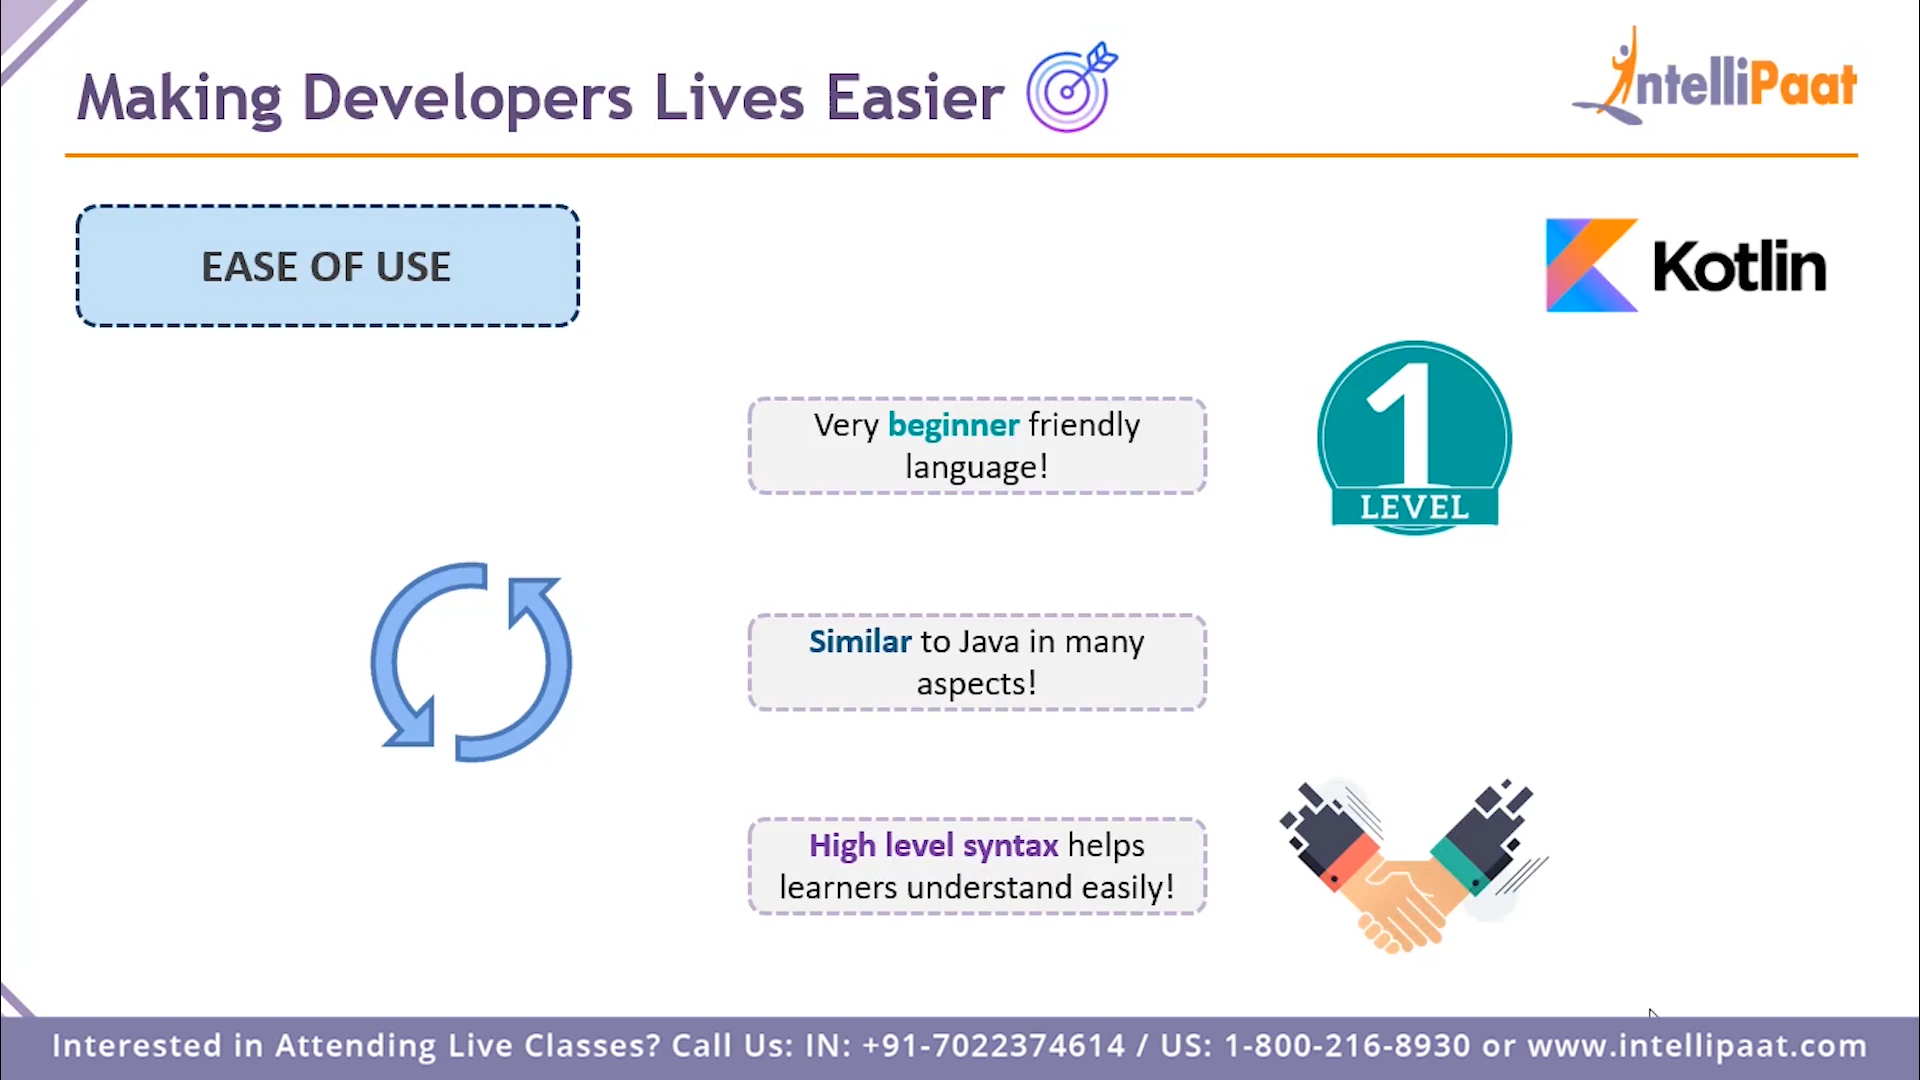 Making Developers Lives Easier
IntelliPaat
EASE OF USE
Kotlin
Very beginner friendly
language!
1
LEVEL
Similar to Java in many
aspects!
High level syntax helps
learners understand easily!
Interested in Attending Live Classes? Call Us: IN: +91-7022374614 / US: 1-800-216-8930 or www.intellipaat.com